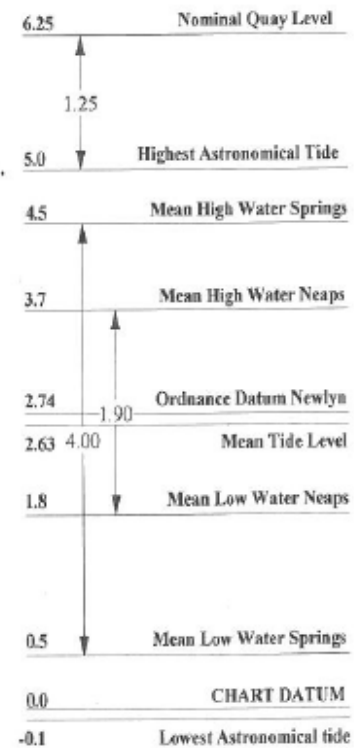 6.25 Nominal Quay Level
1.25
5.0 Highest Astronomical Tide
4.5 Mean High Water Springs
3.7 Mean High Water Neaps
2.74 Ordnance Datum Newlyn
1.90
2.63 4.00 Mean Tide Level
1.8 Mean Low Water Neaps
0.5 Mean Low Water Springs
0.0 CHART DATUM
-0.1 Lowest Astronomical tide